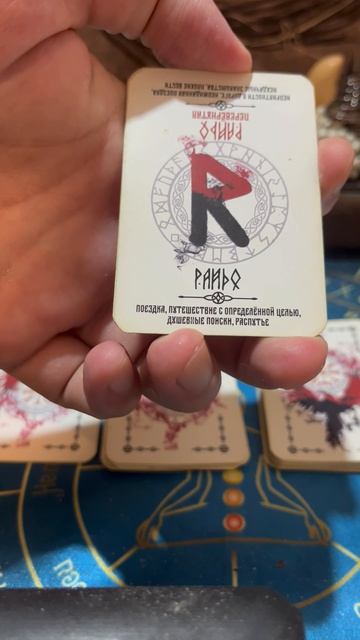 НЕУДАЧНЫЕ ЗНАКОМСТВА, ПЛОХИЕ ВЕСТИ
НЕПРИЯТНОСТИ В ДОРОГЕ, НЕОЖИДАННАЯ ПОЕЗДКА,
ПЕРЕВЕРНУТАЯ
РАЙДО
РАЙДО
ПОЕЗДКА, ПУТЕШЕСТВИЕ С ОПРЕДЕЛЁННОЙ ЦЕЛЬЮ,
ДУШЕВНЫЕ ПОИСКИ, РАСПУТЬЕ